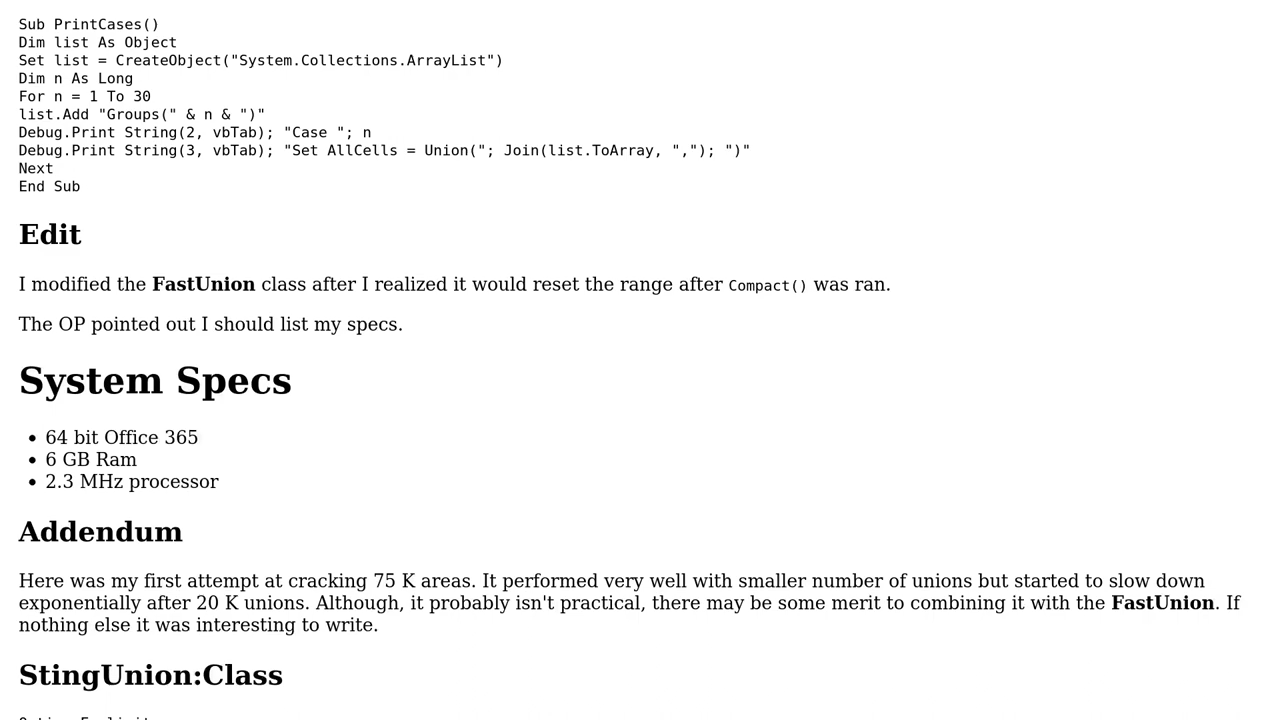 Sub PrintCases()
Dim list As Object
Set list = CreateObject("System.Collections.ArrayList")
Dim n As Long
For n = 1 To 30
list.Add "Groups(" & n & ")"
Debug.Print String(2, vbTab); "Case "; n
Debug.Print String(3, vbTab); "Set AllCells = Union("; Join(list.ToArray, ","); ")"
Next
End Sub
Edit
I modified the FastUnion class after I realized it would reset the range after Compact() was ran.
The OP pointed out I should list my specs.
System Specs
• 64 bit Office 365
• 6 GB Ram
• 2.3 MHz processor
Addendum
Here was my first attempt at cracking 75 K areas. It performed very well with smaller number of unions but started to slow down
exponentially after 20 K unions. Although, it probably isn't practical, there may be some merit to combining it with the FastUnion. If
nothing else it was interesting to write.
StingUnion:Class